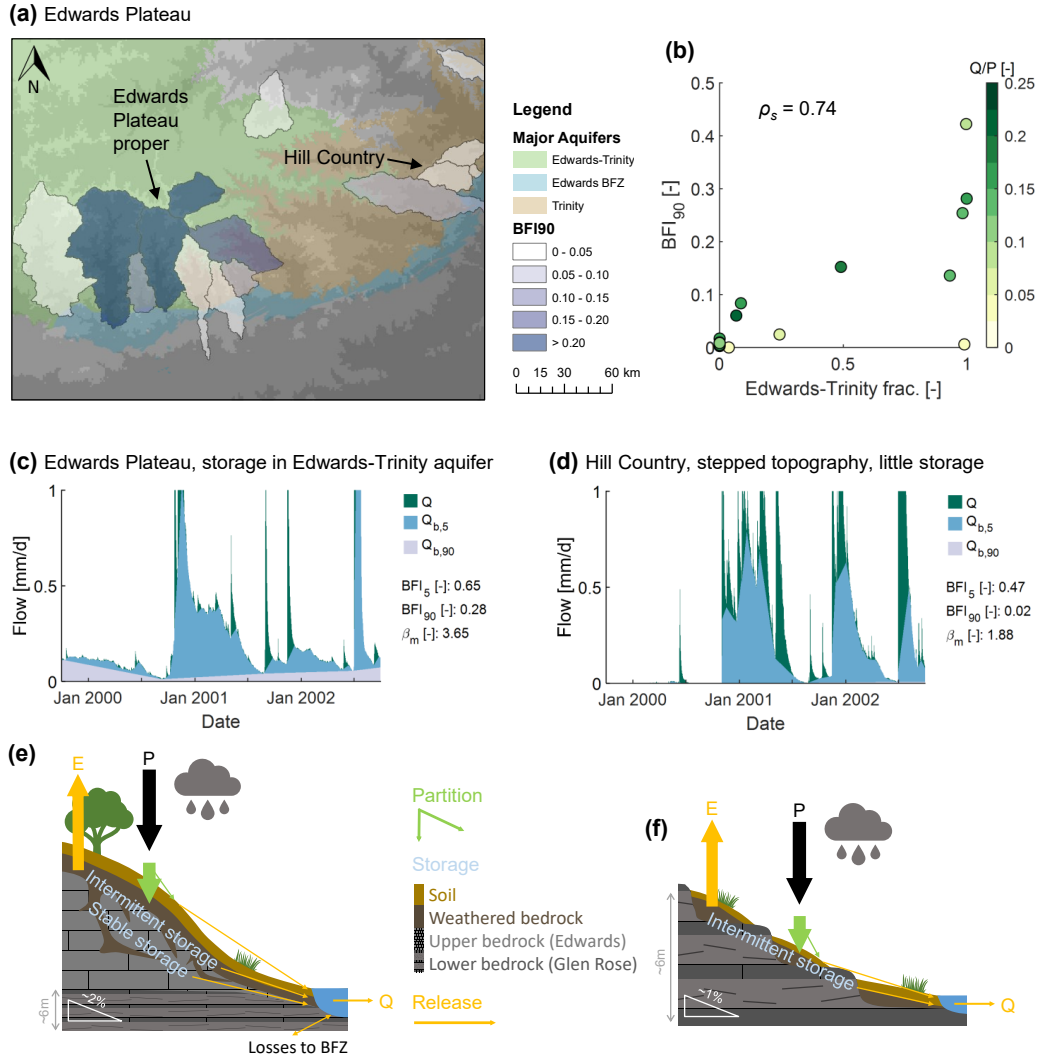 (a) Edwards Plateau
N
Edwards
Plateau
proper
Hill Country
Legend
Major Aquifers
Edwards-Trinity
Edwards BFZ
Trinity
BFI90
0 - 0.05
0.05 - 0.10
0.10 - 0.15
0.15 - 0.20
> 0.20
0 15 30 60 km
(b)
Q/P [-]
ρs = 0.74
0.5
0.4
0.3
0.2
0.1
0
BFI90 [-]
0 0.5 1
Edwards-Trinity frac. [-]
0.25
0.2
0.15
0.1
0.05
0
(c) Edwards Plateau, storage in Edwards-Trinity aquifer
1
0.5
0
Flow [mm/d]
Jan 2000 Jan 2001 Jan 2002
Date
Q
Qb,5
Qb,90
BFI5 [-]: 0.65
BFI90 [-]: 0.28
βm [-]: 3.65
(d) Hill Country, stepped topography, little storage
1
0.5
0
Flow [mm/d]
Jan 2000 Jan 2001 Jan 2002
Date
Q
Qb,5
Qb,90
BFI5 [-]: 0.47
BFI90 [-]: 0.02
βm [-]: 1.88
(e)
E
P
Intermittent storage
Stable storage
~6m
~2%
Q
Losses to BFZ
Partition
Storage
Soil
Weathered bedrock
Upper bedrock (Edwards)
Lower bedrock (Glen Rose)
Release
(f)
E
P
Intermittent storage
~6m
~1%
Q